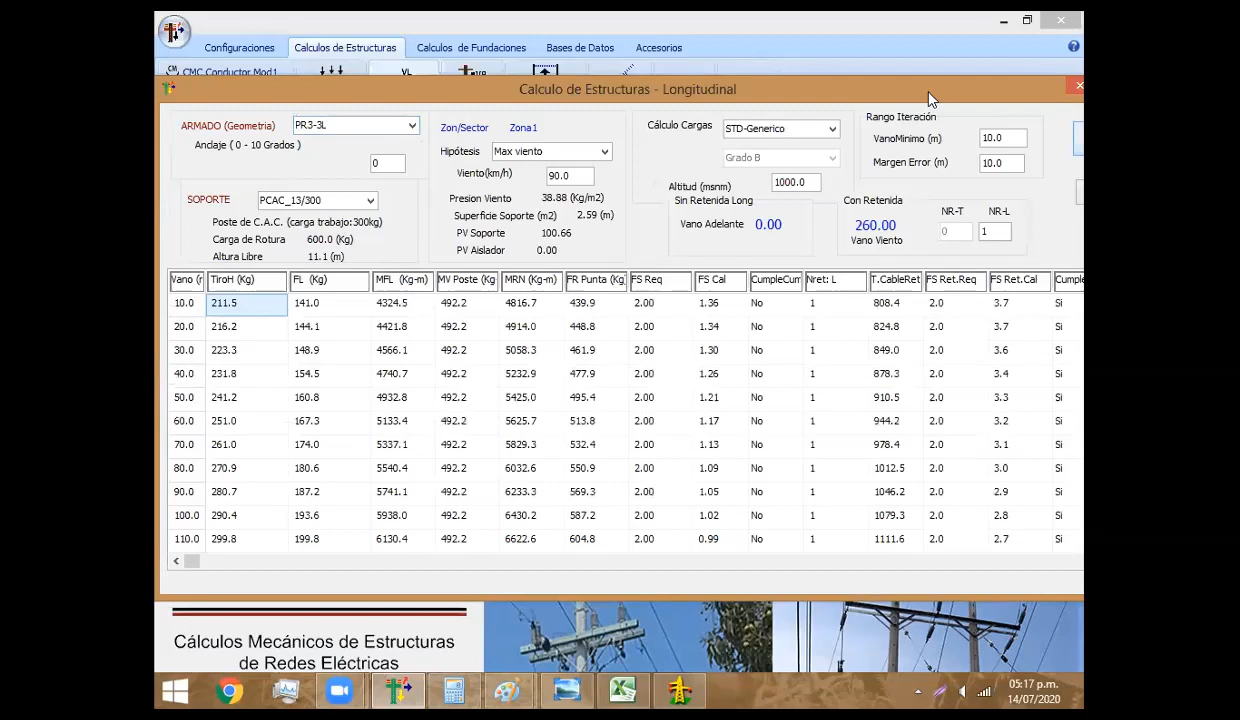 Configuraciones Calculos de Estructuras Calculos de Fundaciones Bases de Datos Accesorios
CMC Conductor Mod1 VL
Calculo de Estructuras - Longitudinal
ARMADO (Geometria) PR3-3L
Andaje ( 0 - 10 Grados )
0
SOPORTE PCAC_13/300
Poste de C.A.C. (carga trabajo:300kg)
Carga de Rotura 600.0 (Kg)
Altura Libre 11.1 (m)
Zon/Sector Zona1
Hipótesis Max viento
Viento(km/h) 90.0
Presion Viento 38.88 (Kg/m2)
Superficie Soporte (m2) 2.59 (m)
PV Soporte 100.66
PV Aislador 0.00
Cálculo Cargas STD-Generico
Grado B
Altitud (msnm) 1000.0
Sin Retenida Long
Vano Adelante 0.00
Rango Iteración
VanoMinimo (m) 10.0
Margen Error (m) 10.0
Con Retenida
260.00
Vano Viento
NR-T NR-L
0 1
Vano (r TiroH (Kg) FL (Kg) MFL (Kg-m) MV Poste (Kg MRN (Kg-m) FR Punta (Kg) FS Req FS Cal CumpleCum Nret: L T.CableRet FS Ret.Req FS Ret.Cal Cumple
10.0 211.5 141.0 4324.5 492.2 4816.7 439.9 2.00 1.36 No 1 808.4 2.0 3.7 Si
20.0 216.2 144.1 4421.8 492.2 4914.0 448.8 2.00 1.34 No 1 824.8 2.0 3.7 Si
30.0 223.3 148.9 4566.1 492.2 5058.3 461.9 2.00 1.30 No 1 849.0 2.0 3.6 Si
40.0 231.8 154.5 4740.7 492.2 5232.9 477.9 2.00 1.26 No 1 878.3 2.0 3.4 Si
50.0 241.2 160.8 4932.8 492.2 5425.0 495.4 2.00 1.21 No 1 910.5 2.0 3.3 Si
60.0 251.0 167.3 5133.4 492.2 5625.7 513.8 2.00 1.17 No 1 944.2 2.0 3.2 Si
70.0 261.0 174.0 5337.1 492.2 5829.3 532.4 2.00 1.13 No 1 978.4 2.0 3.1 Si
80.0 270.9 180.6 5540.4 492.2 6032.6 550.9 2.00 1.09 No 1 1012.5 2.0 3.0 Si
90.0 280.7 187.2 5741.1 492.2 6233.3 569.3 2.00 1.05 No 1 1046.2 2.0 2.9 Si
100.0 290.4 193.6 5938.0 492.2 6430.2 587.2 2.00 1.02 No 1 1079.3 2.0 2.8 Si
110.0 299.8 199.8 6130.4 492.2 6622.6 604.8 2.00 0.99 No 1 1111.6 2.0 2.7 Si
Cálculos Mecánicos de Estructuras
de Redes Eléctricas
05:17 p.m.
14/07/2020